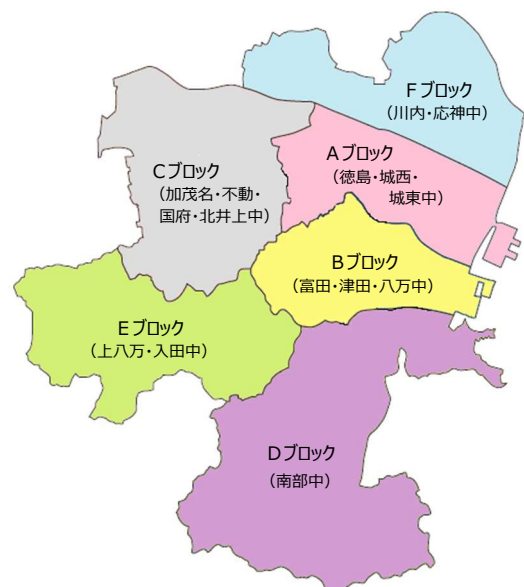 Fブロック
(川内・応神中)
Aブロック
(徳島・城西・
城東中)
Cブロック
(加茂名・不動・
国府・北井上中)
Bブロック
(富田・津田・八万中)
Eブロック
(上八万・入田中)
Dブロック
(南部中)